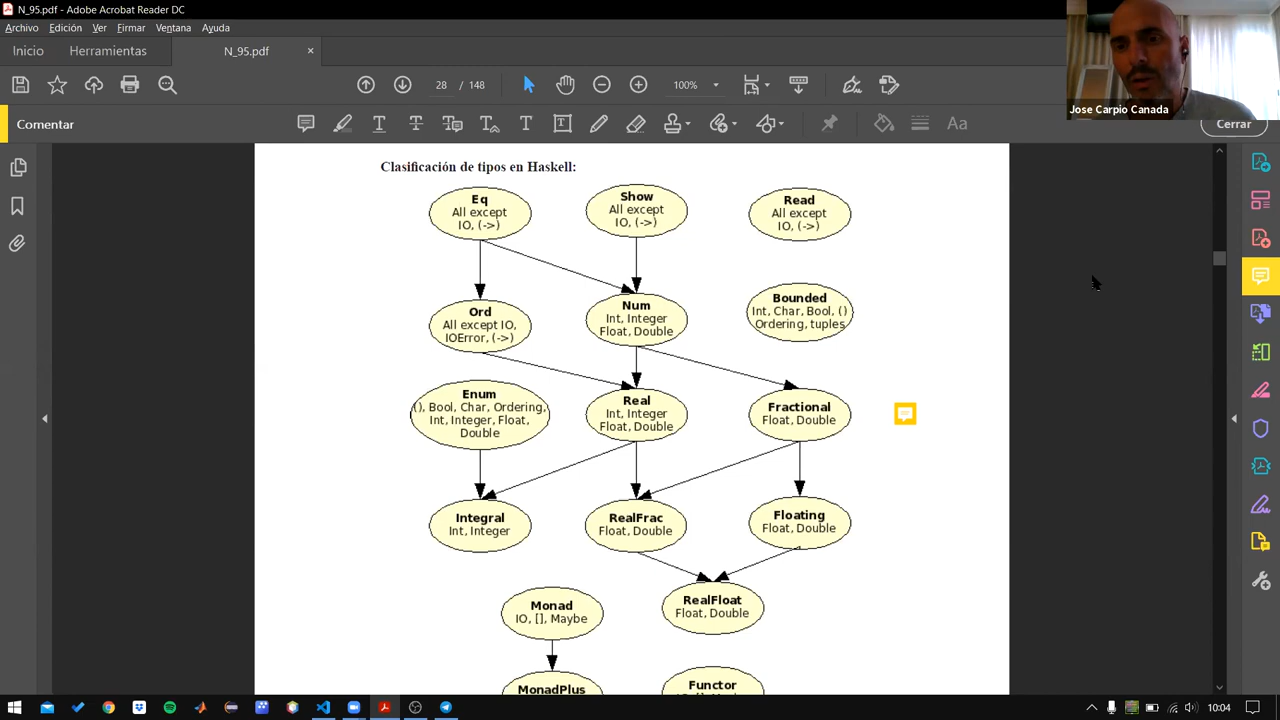 N_95.pdf - Adobe Acrobat Reader DC
Archivo Edición Ver Firmar Ventana Ayuda
Inicio Herramientas N_95.pdf ×
28 / 148 100%
Jose Carpio Canada
Comentar
Cerrar
Clasificación de tipos en Haskell:
Eq
All except
IO, (->)
Show
All except
IO, (->)
Read
All except
IO, (->)
Ord
All except IO,
IOError, (->)
Num
Int, Integer
Float, Double
Bounded
Int, Char, Bool, ()
Ordering, tuples
Enum
(), Bool, Char, Ordering,
Int, Integer, Float,
Double
Real
Int, Integer
Float, Double
Fractional
Float, Double
Integral
Int, Integer
RealFrac
Float, Double
Floating
Float, Double
Monad
IO, [], Maybe
RealFloat
Float, Double
MonadPlus
Functor
10:04